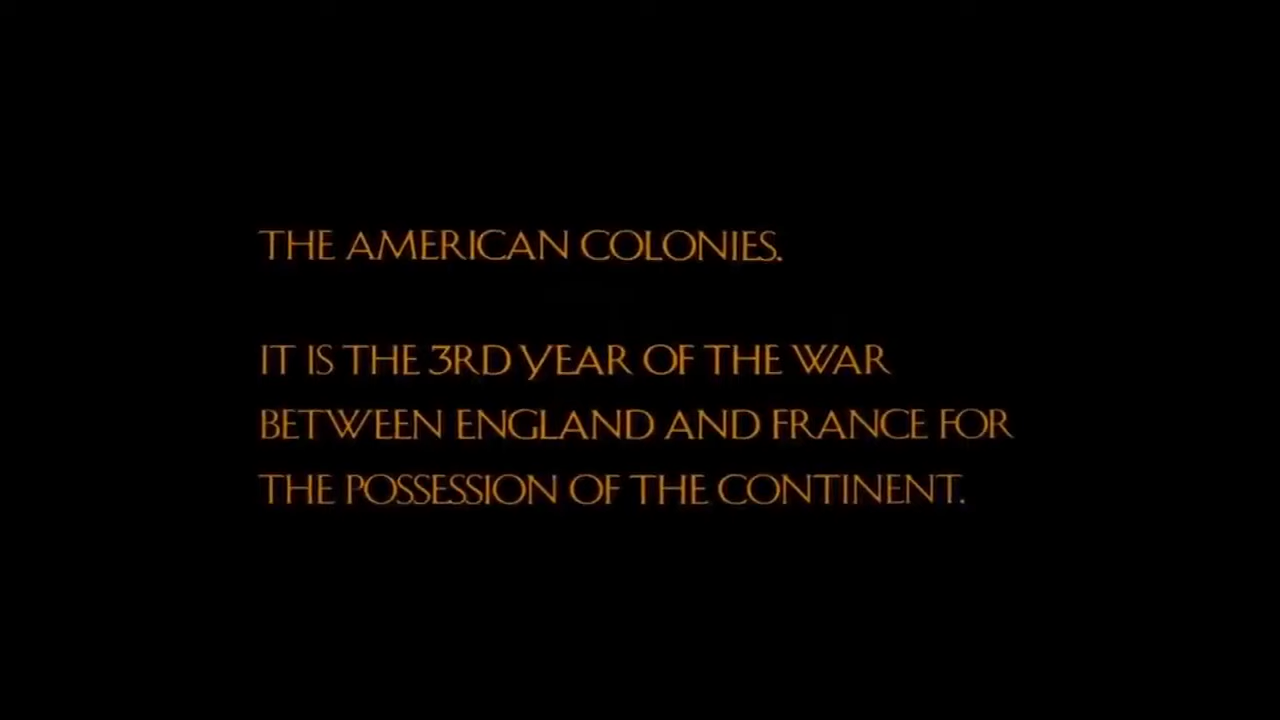 THE AMERICAN COLONIES.
IT IS THE 3RD YEAR OF THE WAR
BETWEEN ENGLAND AND FRANCE FOR
THE POSSESSION OF THE CONTINENT.